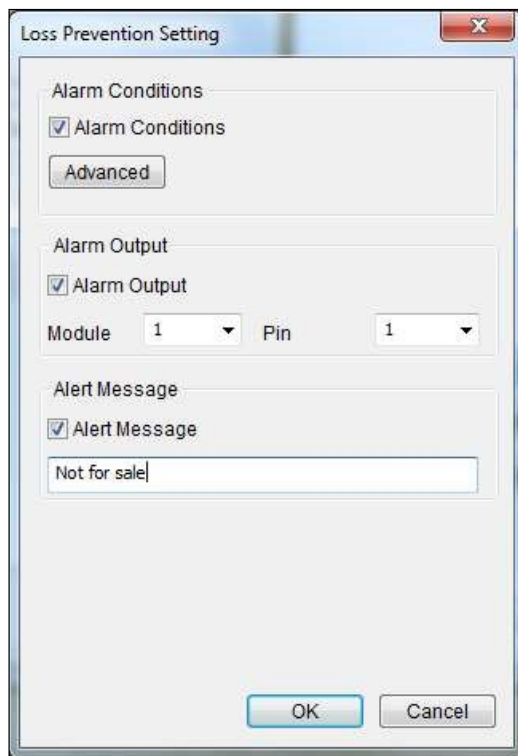 Loss Prevention Setting
Alarm Conditions
Alarm Conditions
Advanced
Alarm Output
Alarm Output
Module 1 Pin 1
Alert Message
Alert Message
Not for sale
OK Cancel